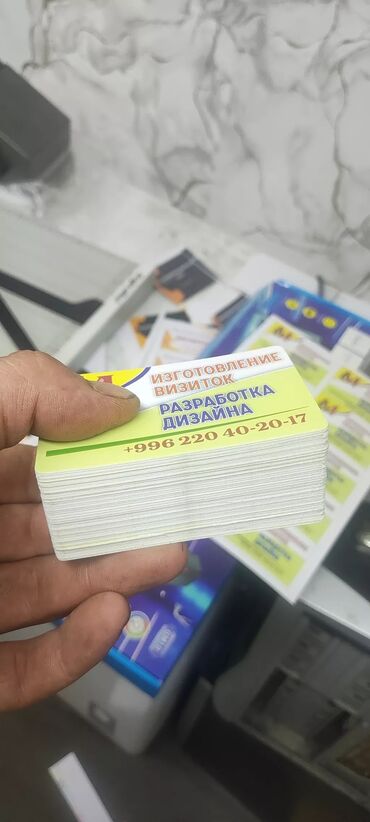 ИЗГОТОВЛЕНИЕ
ВИЗИТОК
РАЗРАБОТКА
ДИЗАЙНА
+996 220 40-20-17